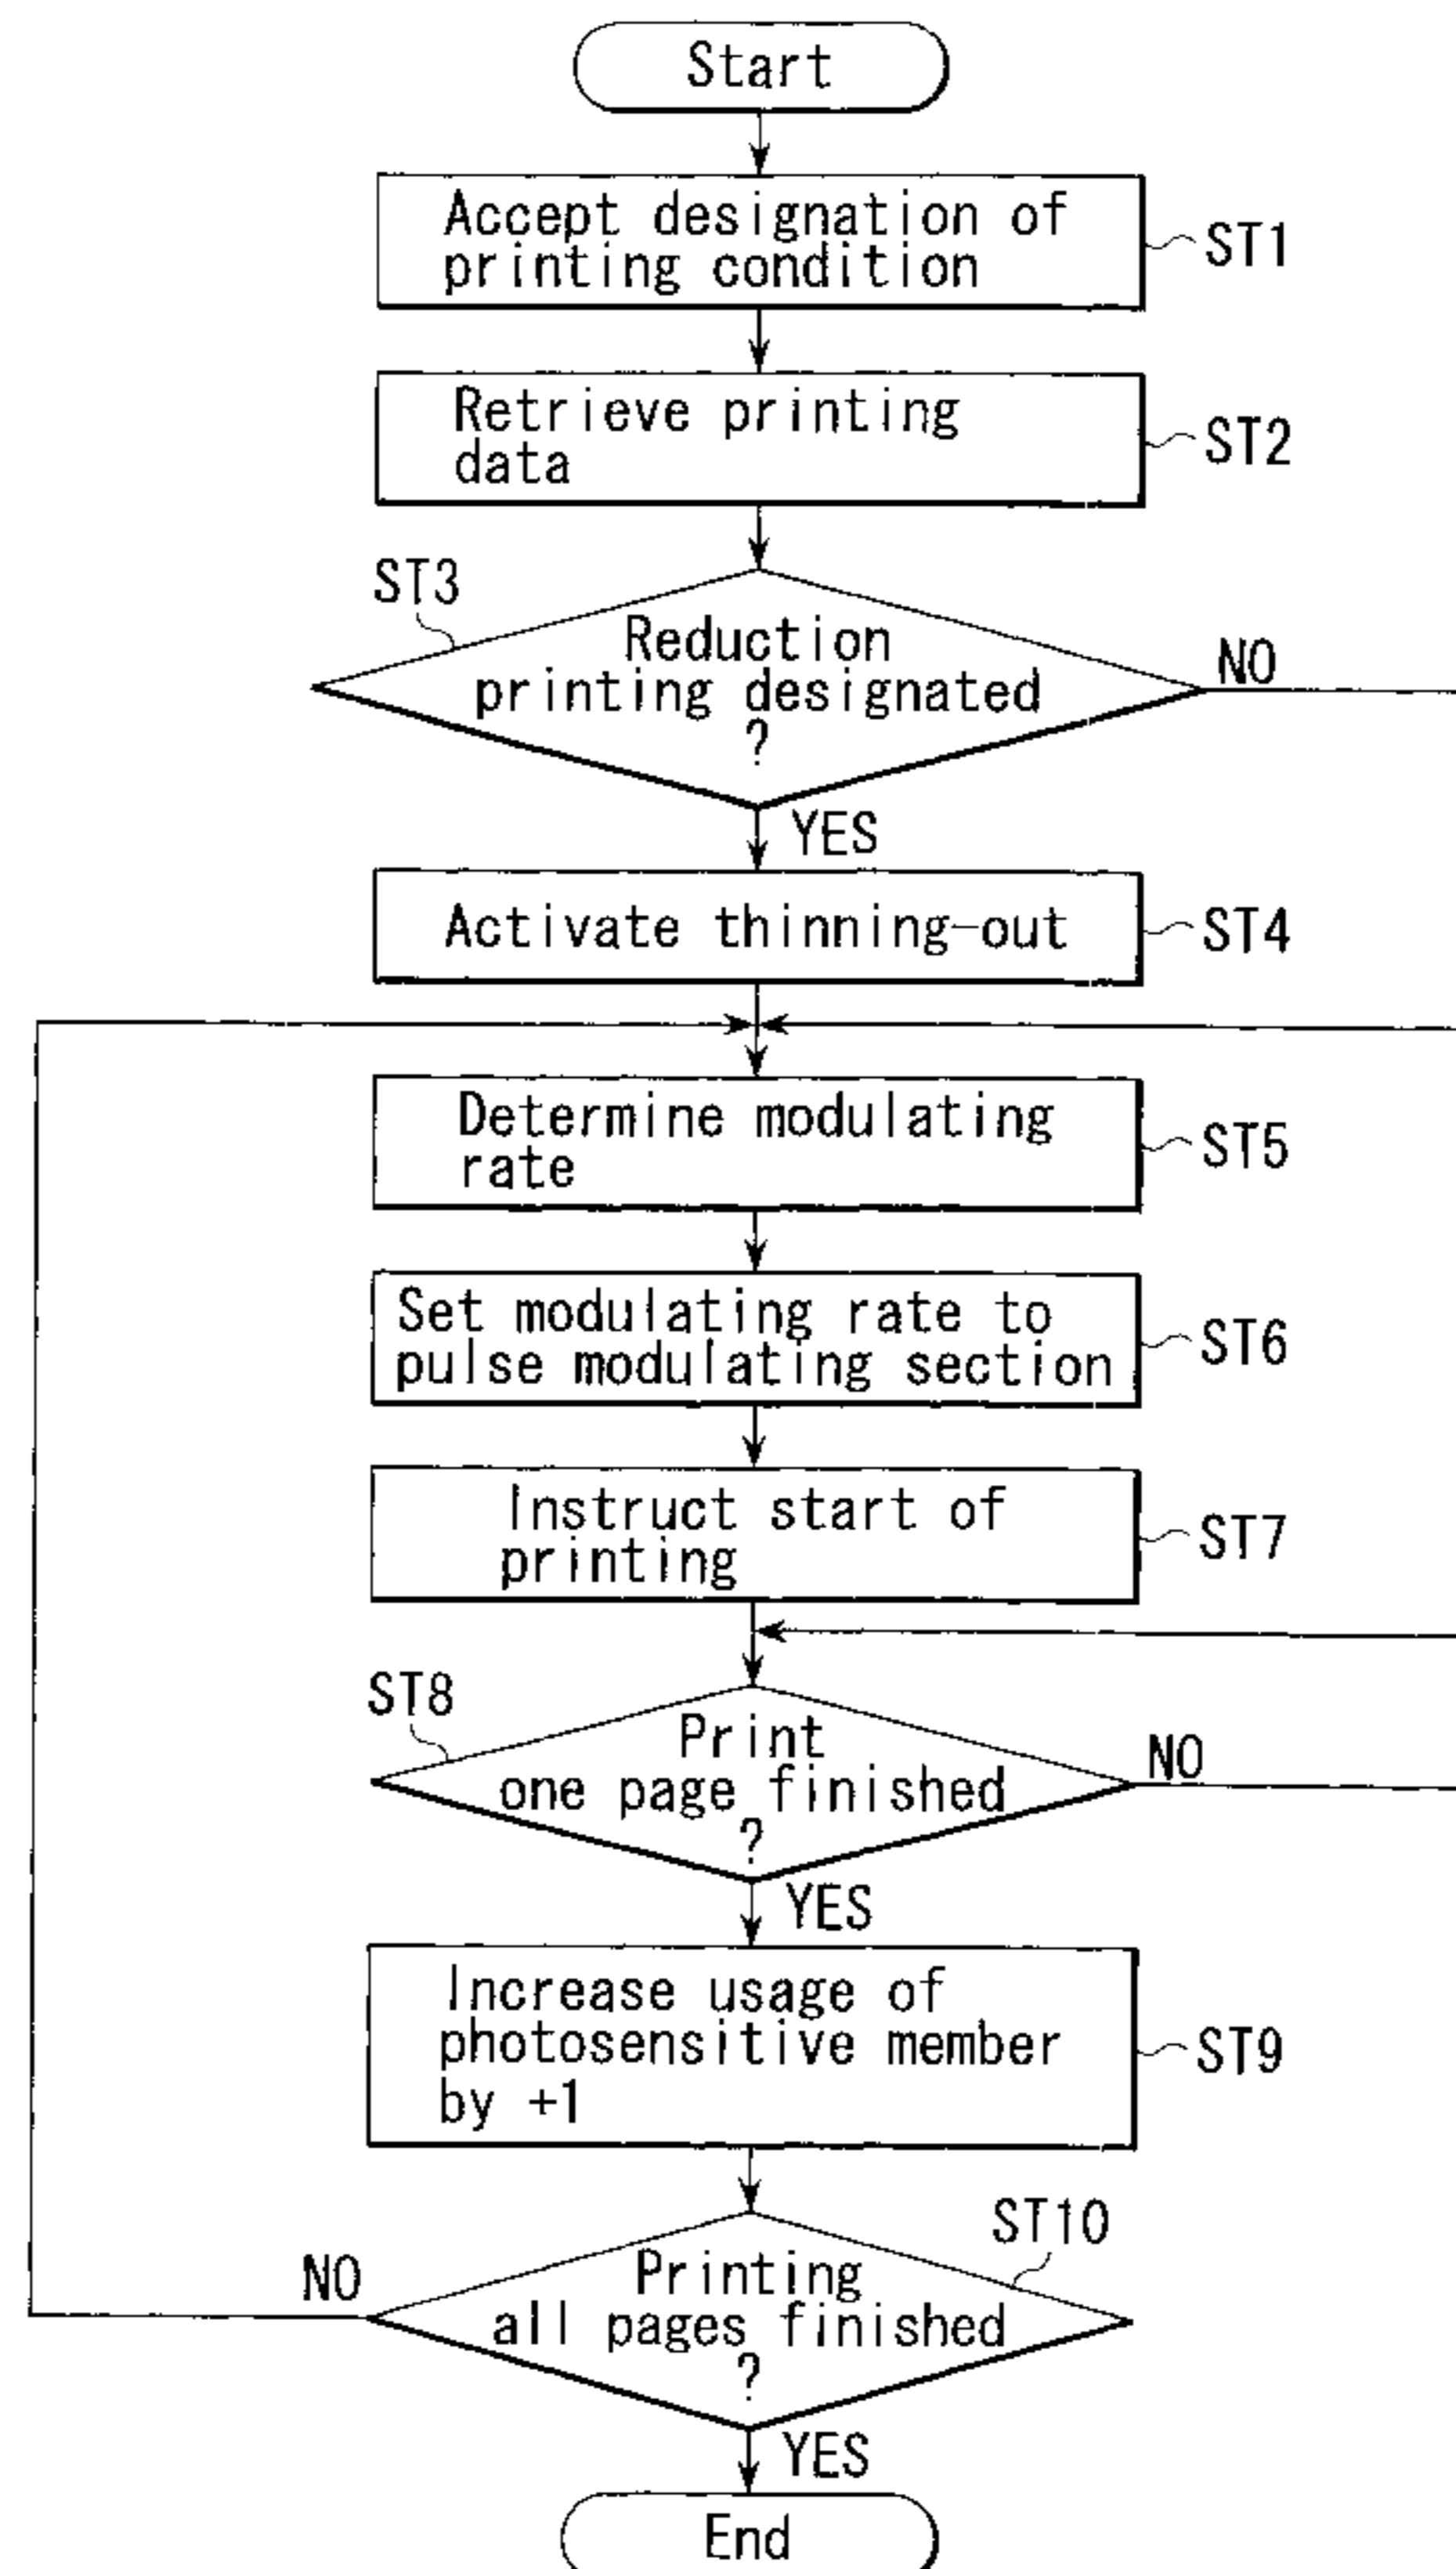 Start
Accept designation of
printing condition
ST1
Retrieve printing
data
ST2
ST3
Reduction
printing designated
?
NO
YES
Activate thinning-out
ST4
Determine modulating
rate
ST5
Set modulating rate to
pulse modulating section
ST6
Instruct start of
printing
ST7
ST8
Print
one page finished
?
NO
YES
Increase usage of
photosensitive member
by +1
ST9
ST10
Printing
all pages finished
?
NO
YES
End